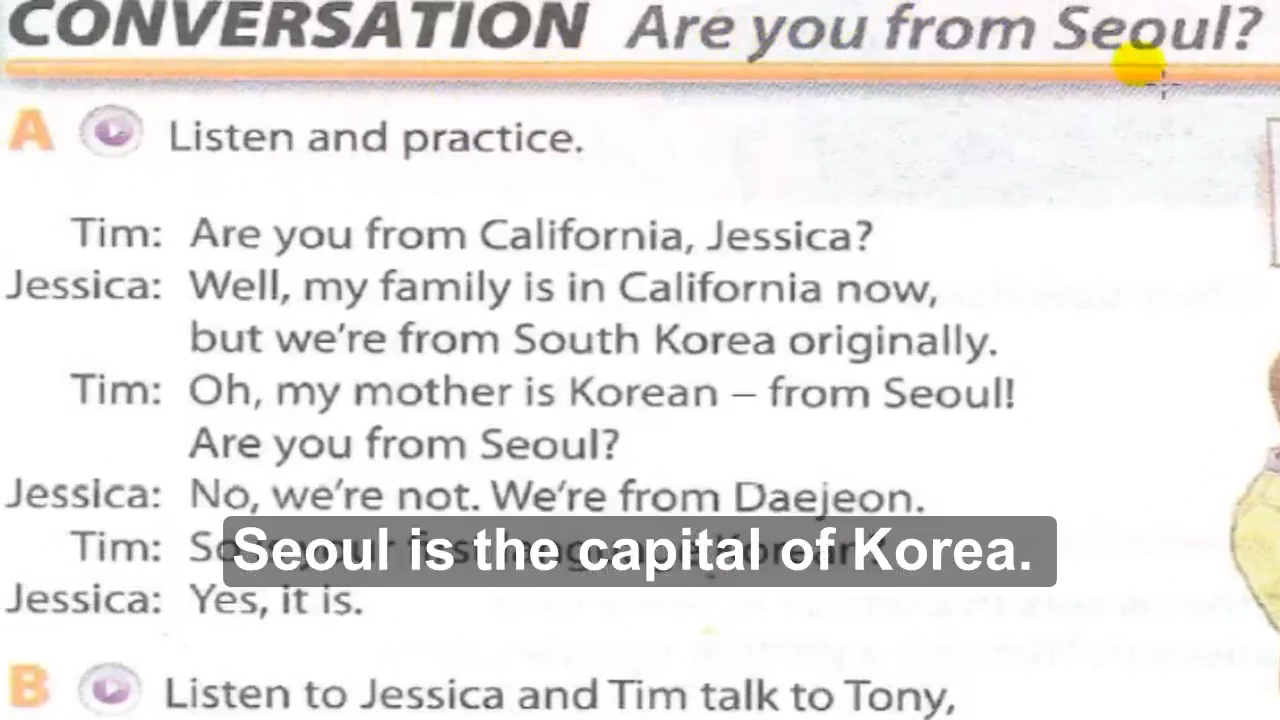 CONVERSATION Are you from Seoul?
A Listen and practice.
Tim: Are you from California, Jessica?
Jessica: Well, my family is in California now,
but we're from South Korea originally.
Tim: Oh, my mother is Korean – from Seoul!
Are you from Seoul?
Jessica: No, we're not. We're from Daejeon.
Tim: So
Seoul is the capital of Korea.
Jessica: Yes, it is.
B Listen to Jessica and Tim talk to Tony,